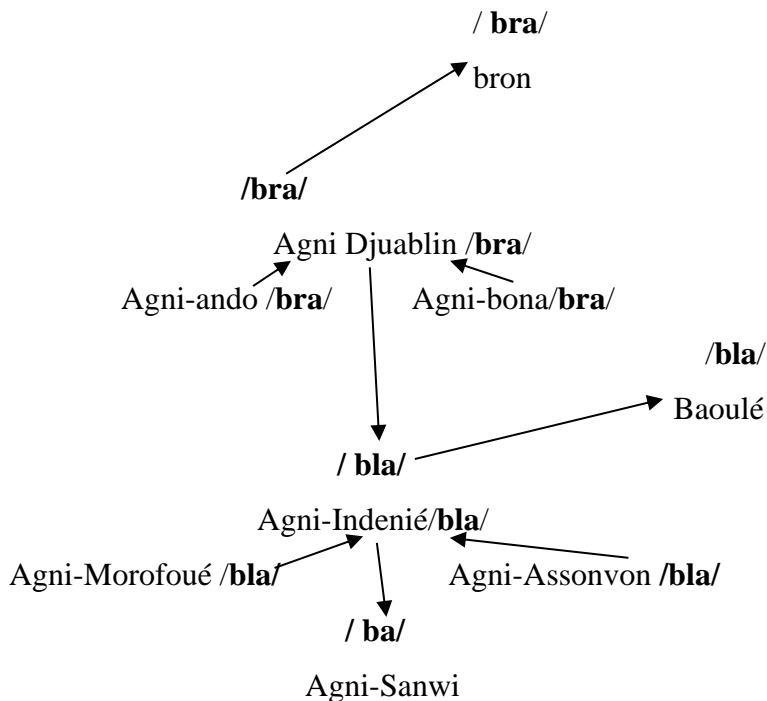 / bra/
bron
/bra/
Agni Djuablin /bra/
Agni-ando /bra/ Agni-bona/bra/
/bla/
Baoulé
/ bla/
Agni-Indenié/bla/
Agni-Morofoué /bla/ Agni-Assonvon /bla/
/ ba/
Agni-Sanwi